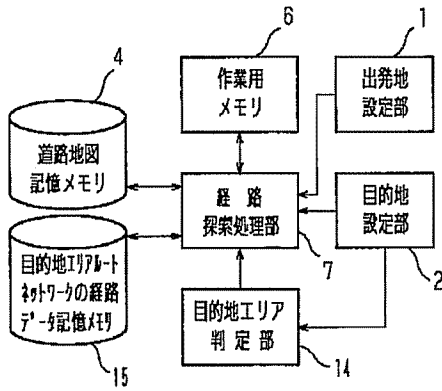 4
道路地図
記憶メモリ
6
作業用
メモリ
1
出発地
設定部
経路
探索処理部
7
目的地
設定部
2
目的地エリアルート
ネットワークの経路
データ記憶メモリ
15
目的地エリア
判定部
14